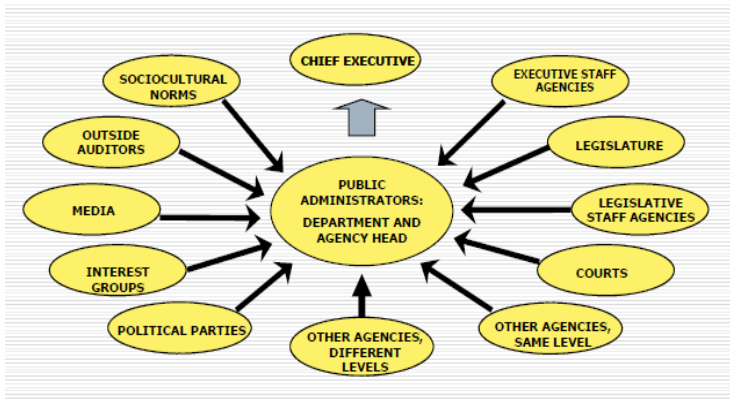 CHIEF EXECUTIVE
SOCIOCULTURAL
NORMS
EXECUTIVE STAFF
AGENCIES
OUTSIDE
AUDITORS
LEGISLATURE
PUBLIC
ADMINISTRATORS:
DEPARTMENT AND
AGENCY HEAD
MEDIA
LEGISLATIVE
STAFF AGENCIES
INTEREST
GROUPS
COURTS
POLITICAL PARTIES
OTHER AGENCIES,
DIFFERENT
LEVELS
OTHER AGENCIES,
SAME LEVEL